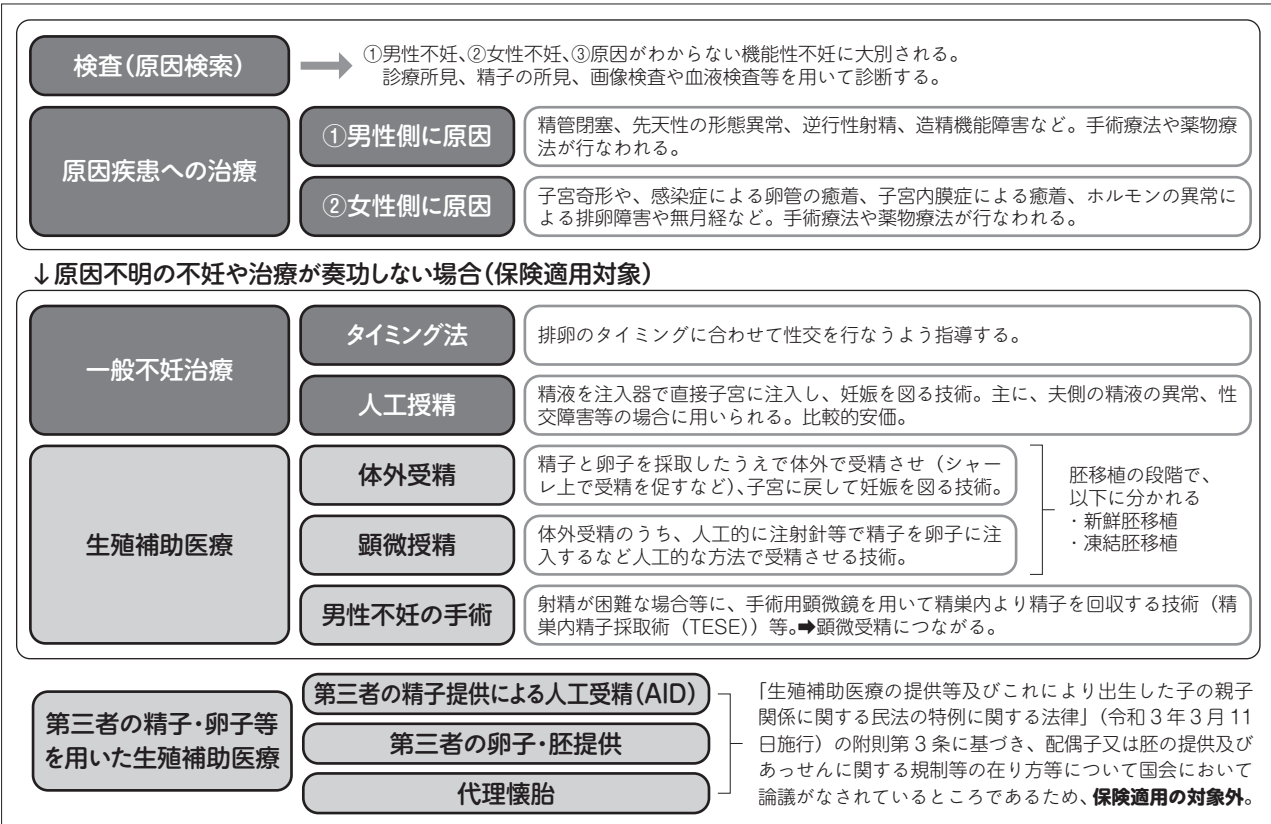 検査(原因検索)
①男性不妊、②女性不妊、③原因がわからない機能性不妊に大別される。
診療所見、精子の所見、画像検査や血液検査等を用いて診断する。
原因疾患への治療
①男性側に原因
精管閉塞、先天性の形態異常、逆行性射精、造精機能障害など。手術療法や薬物療
法が行なわれる。
②女性側に原因
子宮奇形や、感染症による卵管の癒着、子宮内膜症による癒着、ホルモンの異常に
よる排卵障害や無月経など。手術療法や薬物療法が行なわれる。
↓原因不明の不妊や治療が奏功しない場合(保険適用対象)
一般不妊治療
タイミング法
排卵のタイミングに合わせて性交を行なうよう指導する。
人工授精
精液を注入器で直接子宮に注入し、妊娠を図る技術。主に、夫側の精液の異常、性
交障害等の場合に用いられる。比較的安価。
生殖補助医療
体外受精
精子と卵子を採取したうえで体外で受精させ(シャー
レ上で受精を促すなど)、子宮に戻して妊娠を図る技術。
顕微授精
体外受精のうち、人工的に注射針等で精子を卵子に注
入するなど人工的な方法で受精させる技術。
胚移植の段階で、
以下に分かれる
・新鮮胚移植
・凍結胚移植
男性不妊の手術
射精が困難な場合等に、手術用顕微鏡を用いて精巣内より精子を回収する技術(精
巣内精子採取術(TESE))等。➡顕微受精につながる。
第三者の精子・卵子等
を用いた生殖補助医療
第三者の精子提供による人工受精(AID)
第三者の卵子・胚提供
代理懐胎
「生殖補助医療の提供等及びこれにより出生した子の親子
関係に関する民法の特例に関する法律」(令和3年3月11
日施行)の附則第3条に基づき、配偶子又は胚の提供及び
あっせんに関する規制等の在り方等について国会において
論議がなされているところであるため、保険適用の対象外。